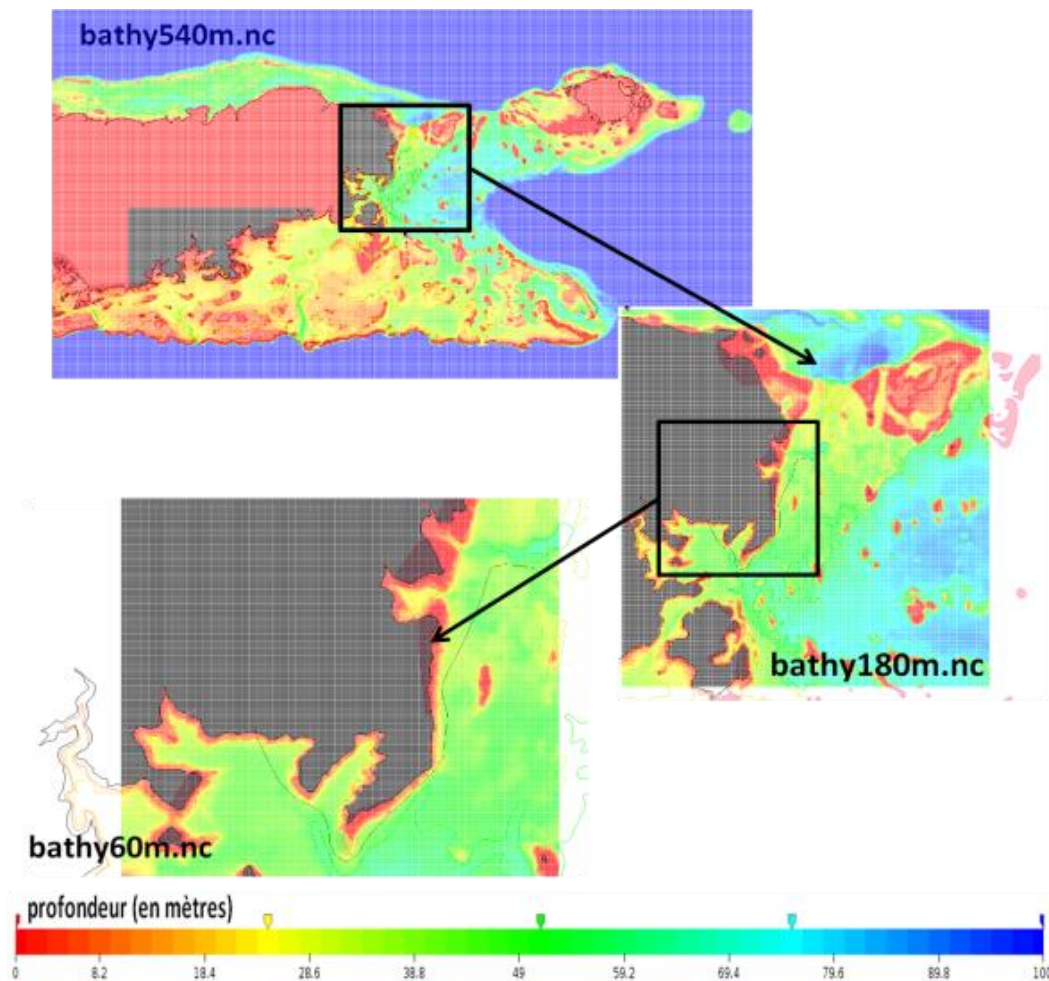 bathy540m.nc
bathy180m.nc
bathy60m.nc
profondeur (en mètres)
0 8.2 18.4 28.6 38.8 49 59.2 69.4 79.6 89.8 100